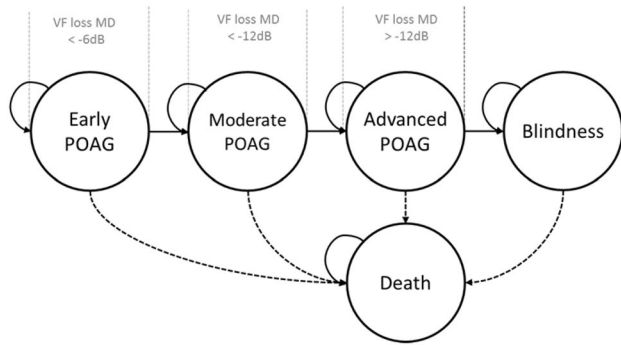 VF loss MD
< -6dB
VF loss MD
< -12dB
VF loss MD
> -12dB
Early
POAG
Moderate
POAG
Advanced
POAG
Blindness
Death